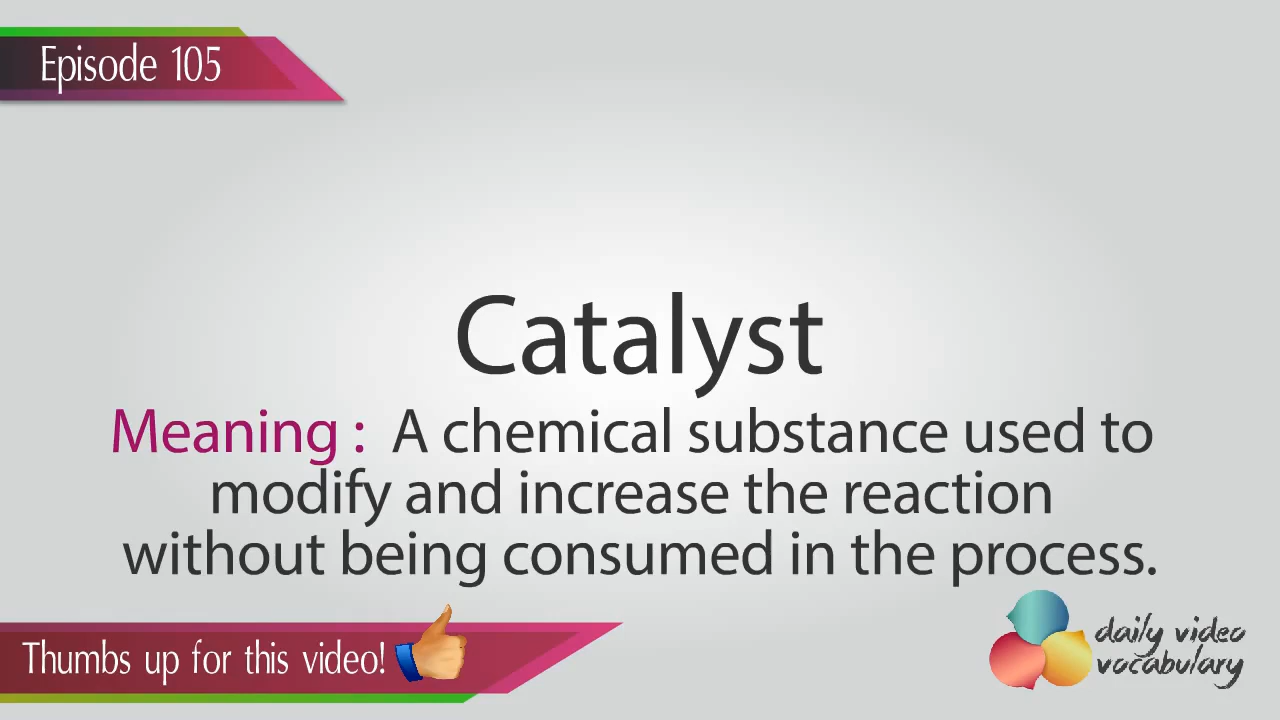 Episode 105
Catalyst
Meaning : A chemical substance used to
modify and increase the reaction
without being consumed in the process.
Thumbs up for this video!
daily video
vocabulary